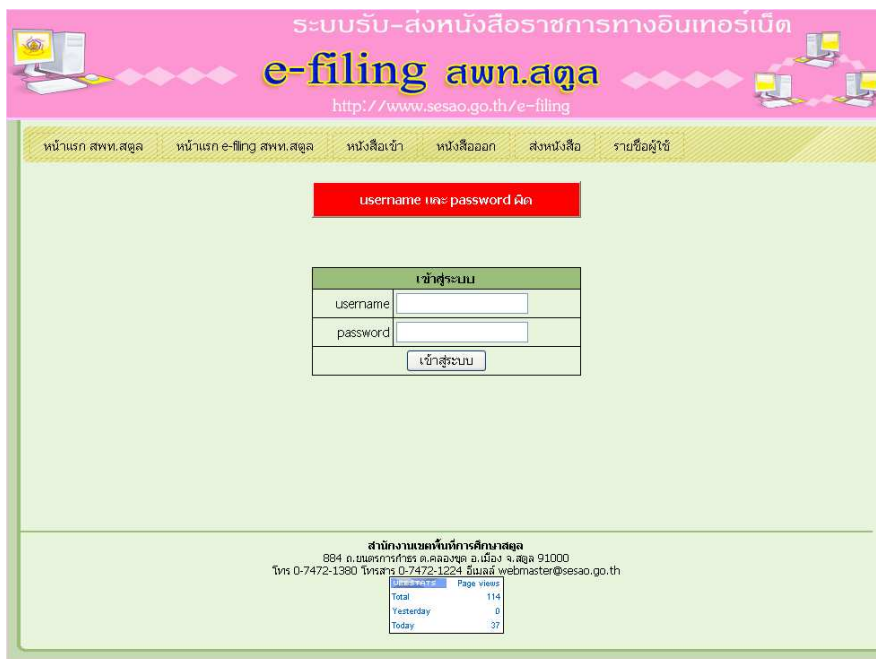 ระบบรับ-ส่งหนังสือราชการทางอินเทอร์เน็ต
e-filing สพท.สตูล
http://www.sesao.go.th/e-filing
หน้าแรก สพท.สตูล หน้าแรก e-filing สพท.สตูล หนังสือเข้า หนังสือออก ส่งหนังสือ รายชื่อผู้ใช้
username และ password ผิด
เข้าสู่ระบบ
username
password
เข้าสู่ระบบ
สำนักงานเขตพื้นที่การศึกษาสตูล
884 ถ.ยนตรการกำธร ต.คลองขุด อ.เมือง จ.สตูล 91000
โทร 0-7472-1380 โทรสาร 0-7472-1224 อีเมลล์ webmaster@sesao.go.th
WEBSTATS Page views
Total 114
Yesterday 0
Today 37